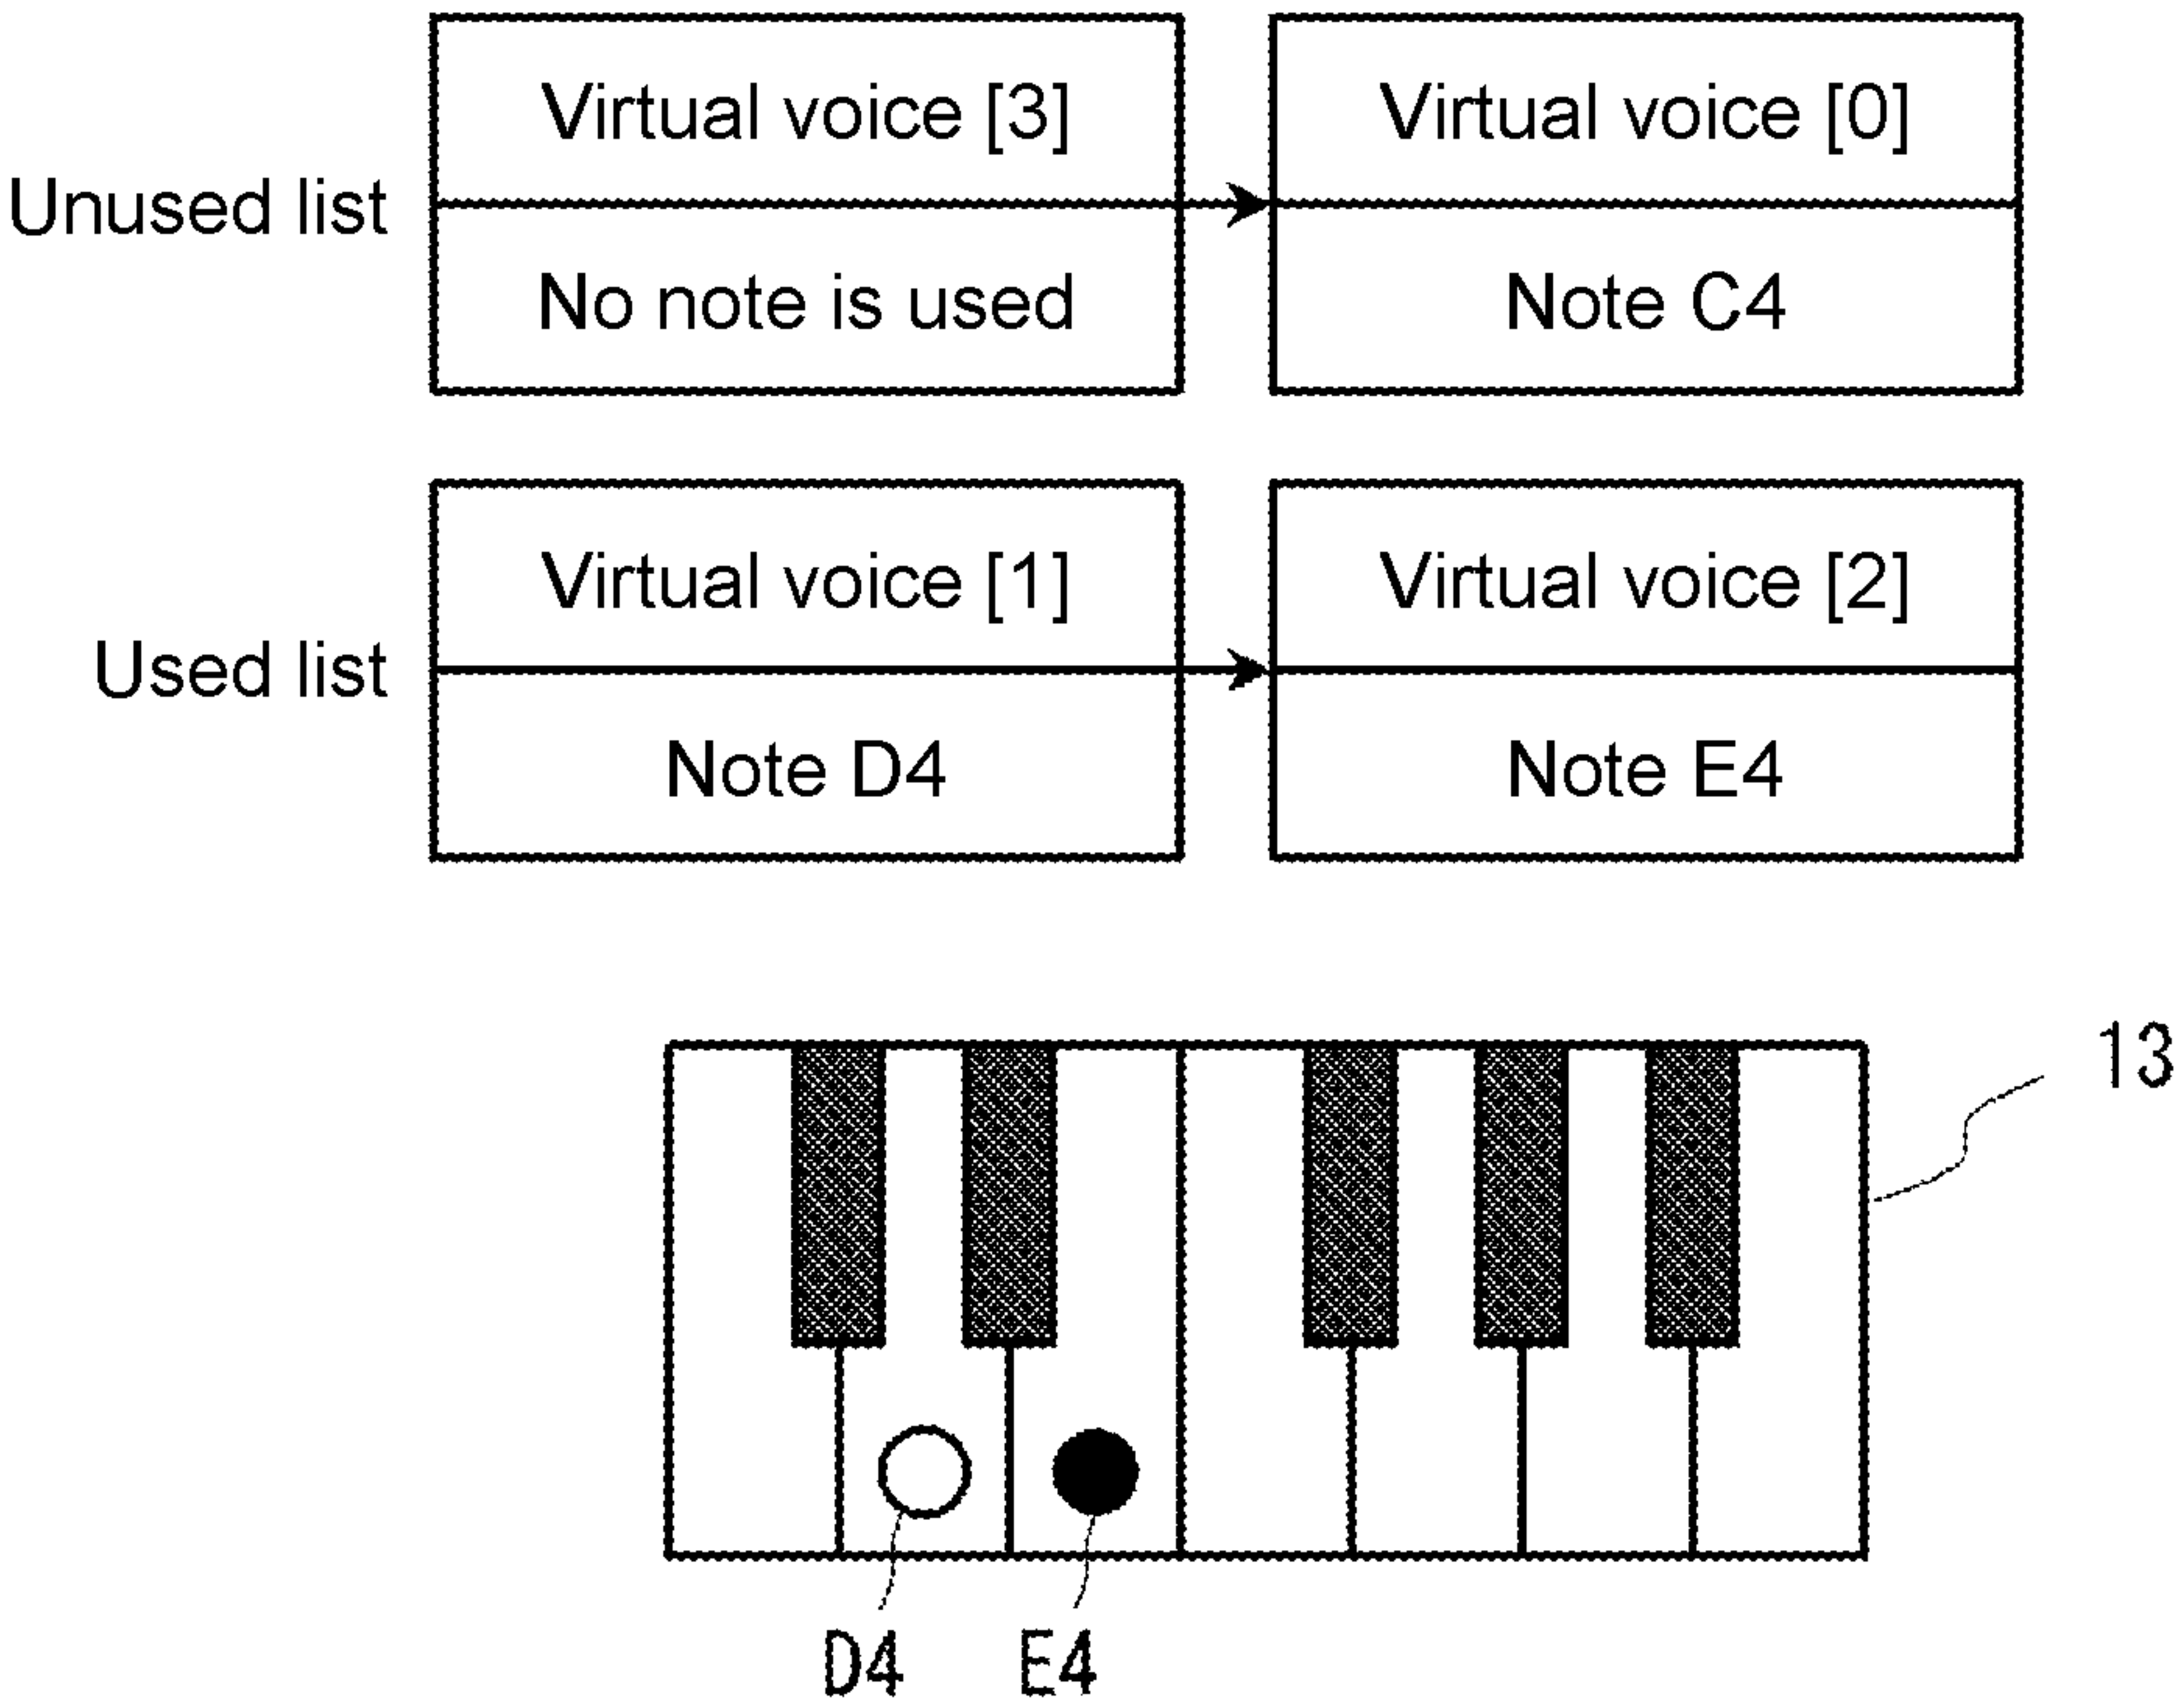 Virtual voice [3]
Virtual voice [0]
Unused list
No note is used
Note C4
Virtual voice [1]
Virtual voice [2]
Used list
Note D4
Note E4
13
D4
E4